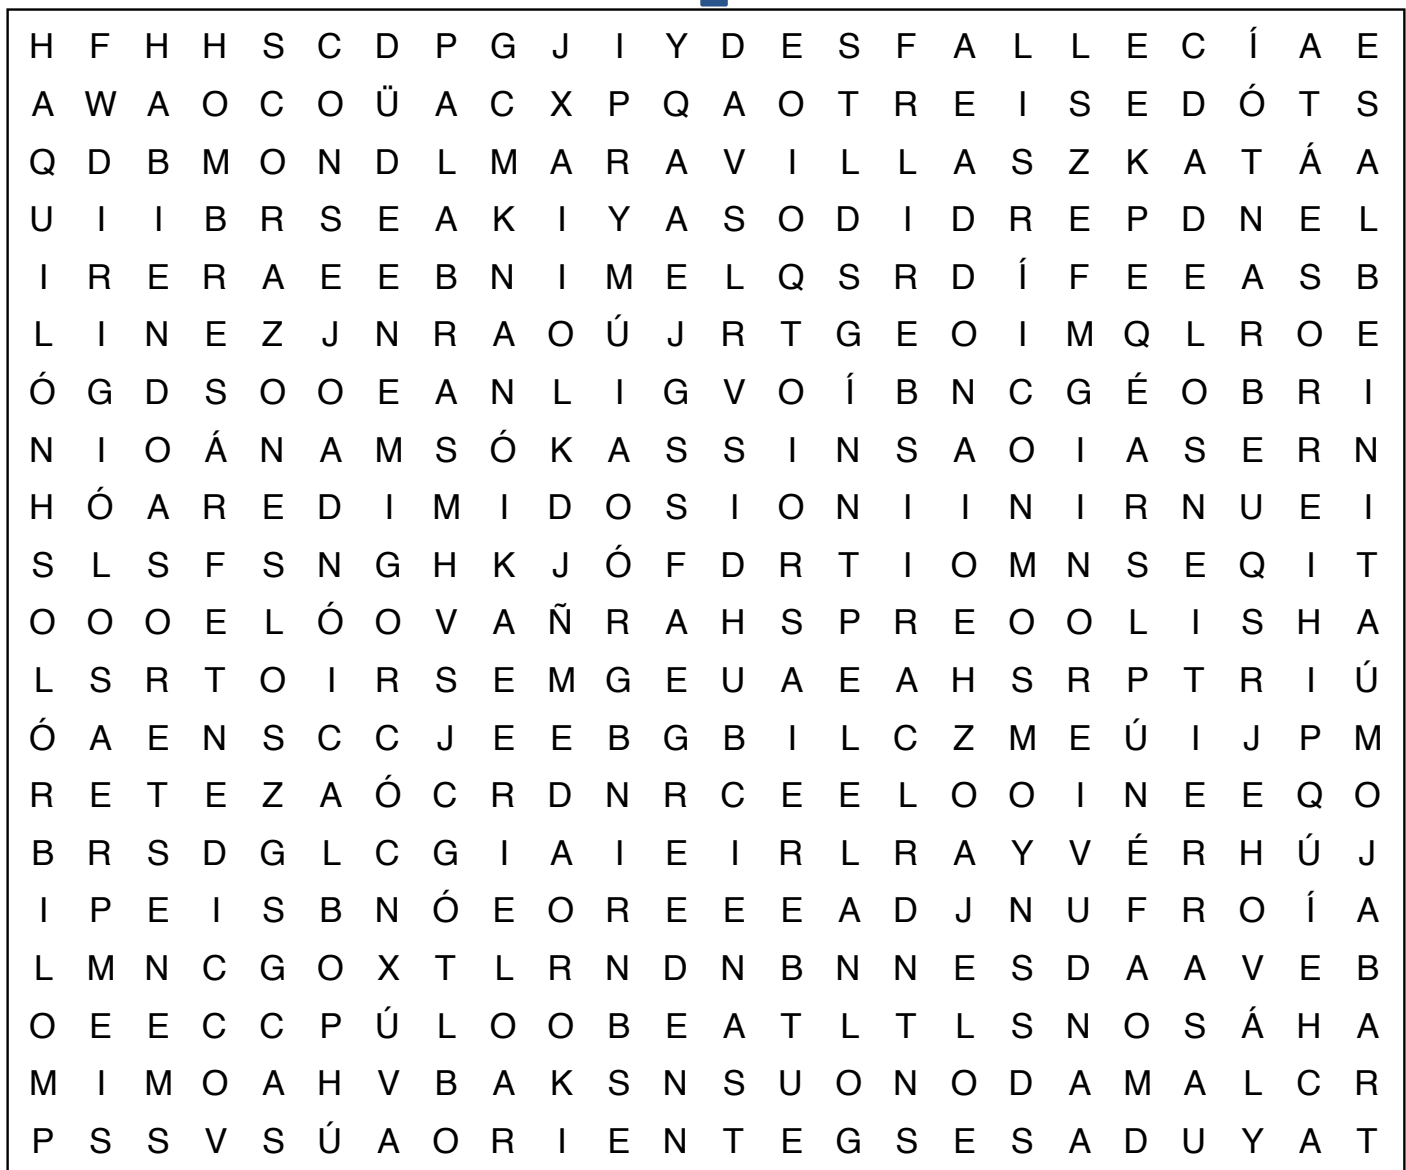 H F H H S C D P G J I Y D E S F A L L E C Í A E
A W A O C O Ü A C X P Q A O T R E I S E D Ó T S
Q D B M O N D L M A R A V I L L A S Z K A T Á A
U I I B R S E A K I Y A S O D I D R E P D N E L
I R E R A E E B N I M E L Q S R D Í F E E A S B
L I N E Z J N R A O Ú J R T G E O I M Q L R O E
Ó G D S O O E A N L I G V O Í B N C G É O B R I
N I O Á N A M S Ó K A S S I N S A O I A S E R N
H Ó A R E D I M I D O S I O N I I N I R N U E I
S L S F S N G H K J Ó F D R T I O M N S E Q I T
O O O E L Ó O V A Ñ R A H S P R E O O L I S H A
L S R T O I R S E M G E U A E A H S R P T R I Ú
Ó A E N S C C J E E B G B I L C Z M E Ú I J P M
R E T E Z A Ó C R D N R C E E L O O I N E E Q O
B R S D G L C G I A I E I R L R A Y V É R H Ú J
I P E I S B N Ó E O R E E E A D J N U F R O Í A
L M N C G O X T L R N D N B N N E S D A A V E B
O E E C C P Ú L O O B E A T L T L S N O S Á H A
M I M O A H V B A K S N S U O N O D A M A L C R
P S S V S Ú A O R I E N T E G S E S A D U Y A T